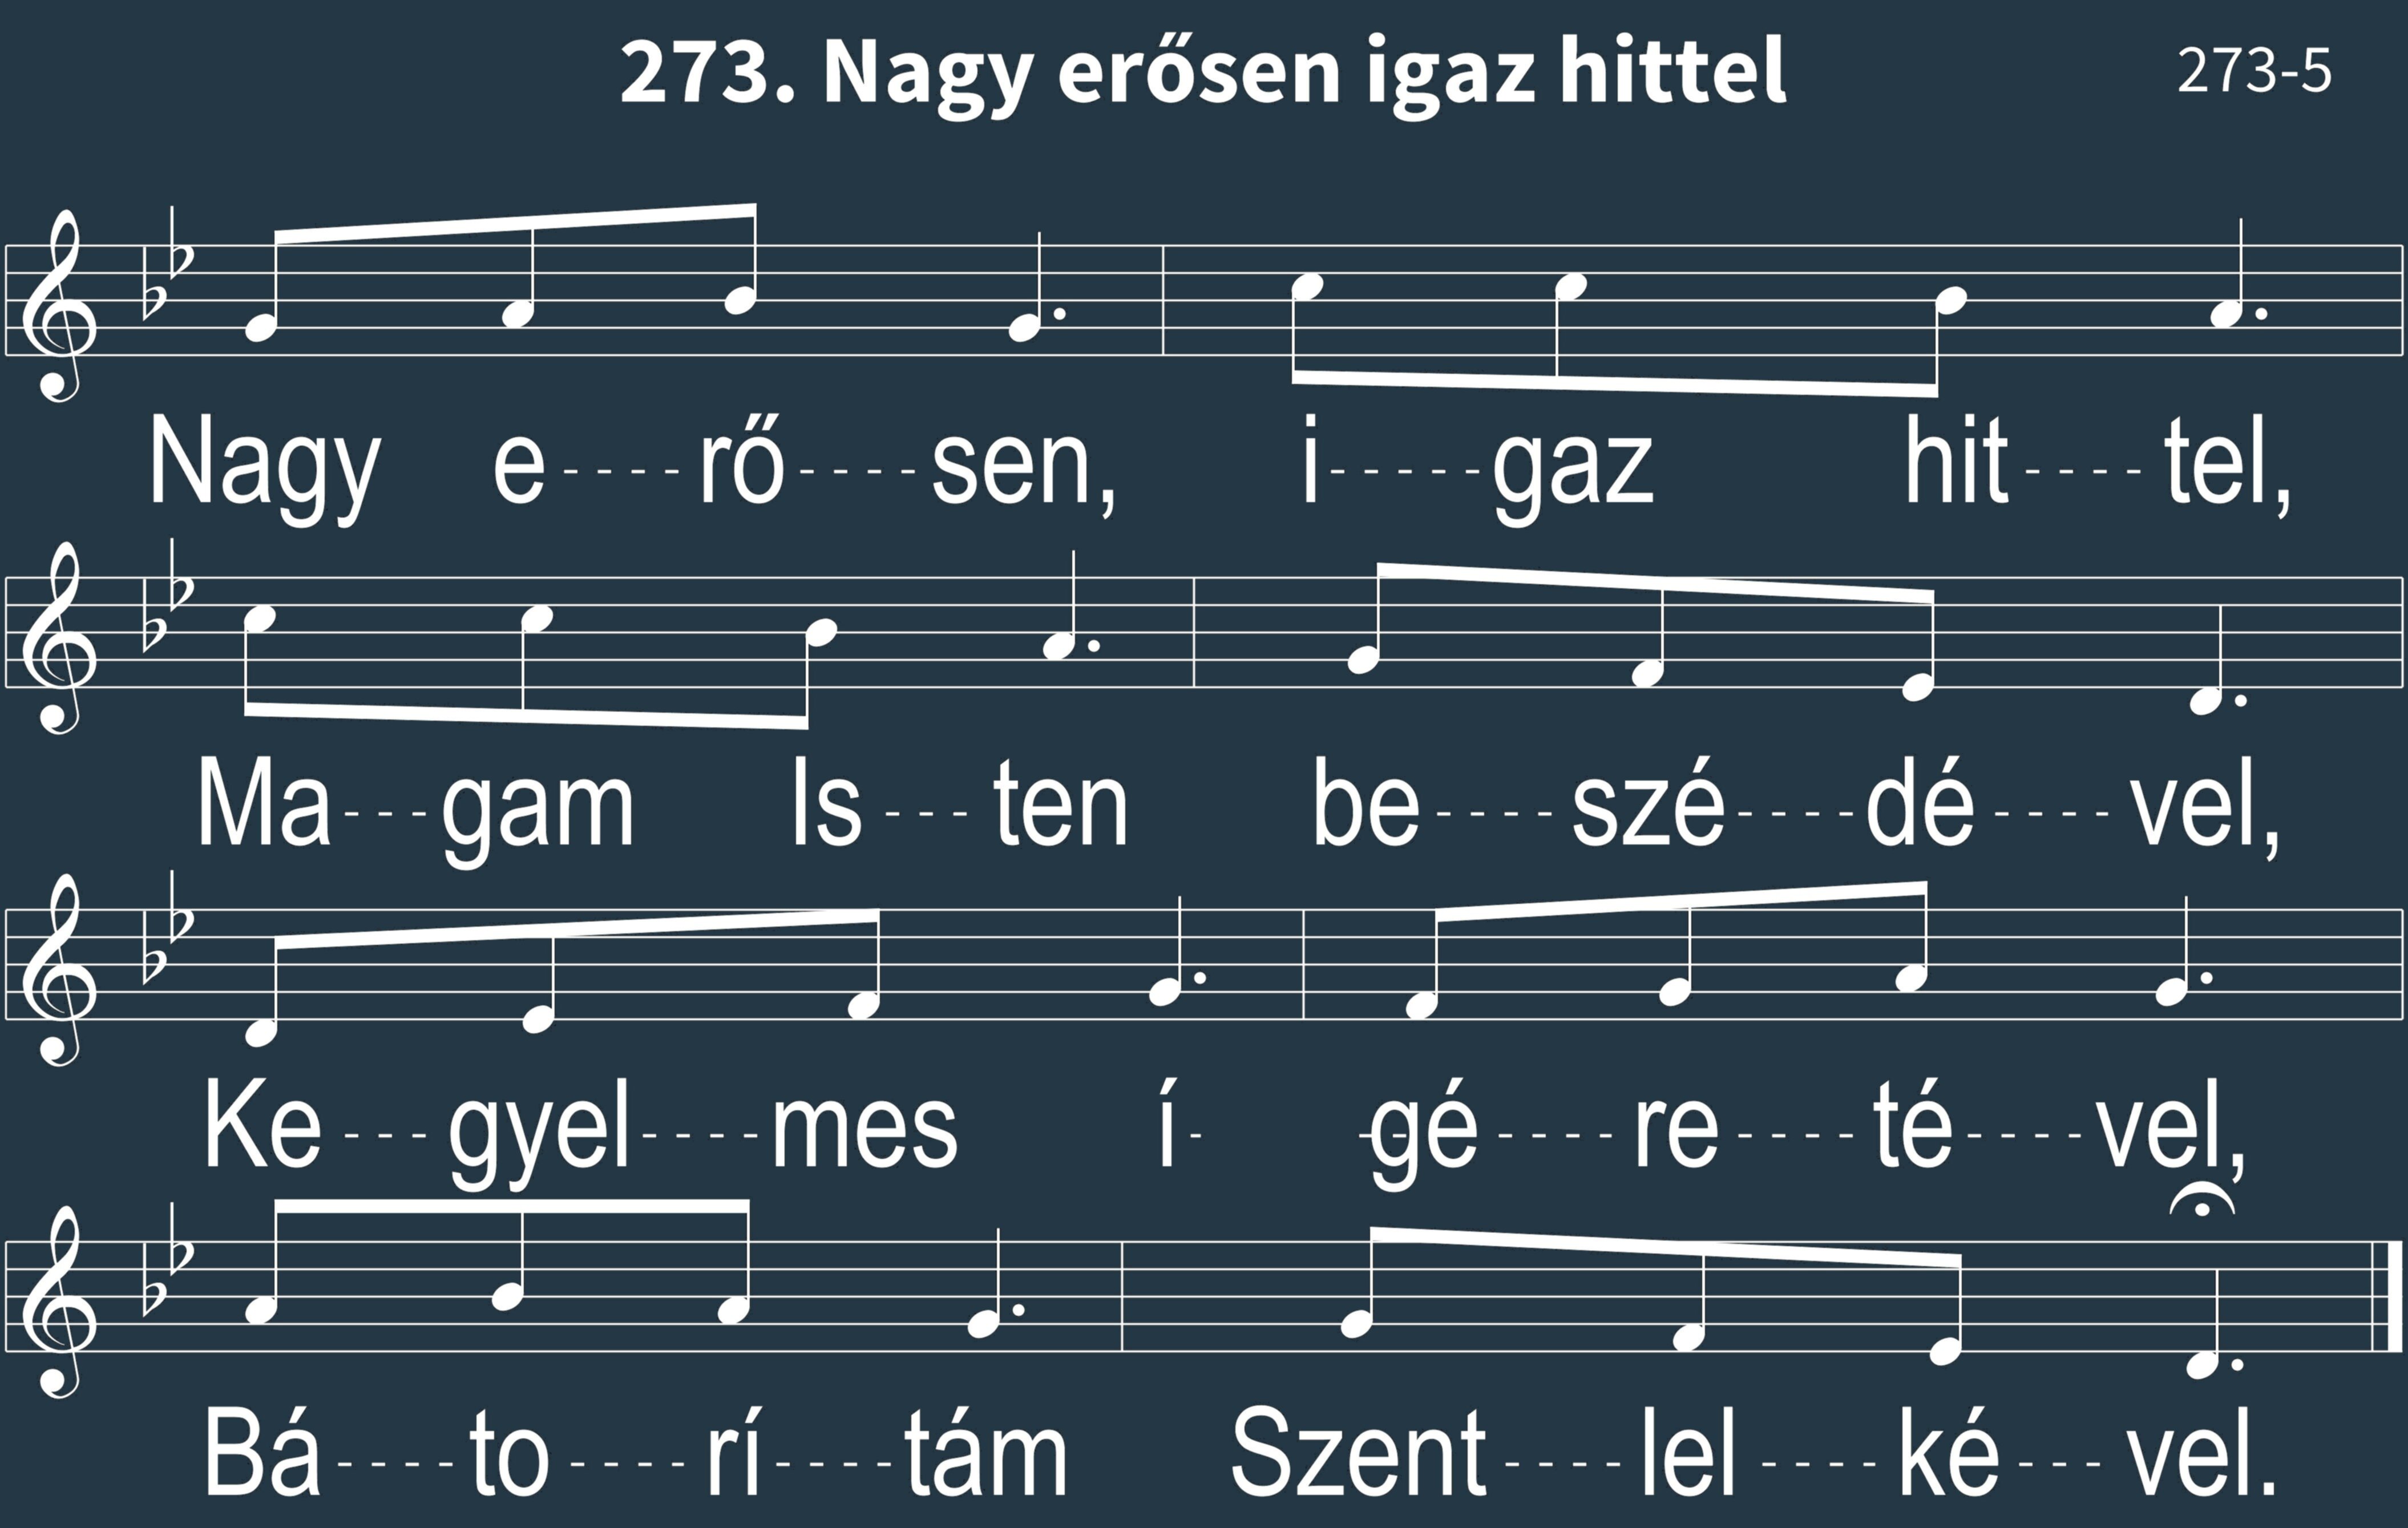 273. Nagy erősen igaz hittel
273-5
Nagy e----rő----sen, i-----gaz hit----tel,
Ma---gam Is---ten be----szé----dé----vel,
Ke---gyel----mes í- --gé----re----té----vel,
Bá----to----rí----tám Szent----lel----ké---vel.